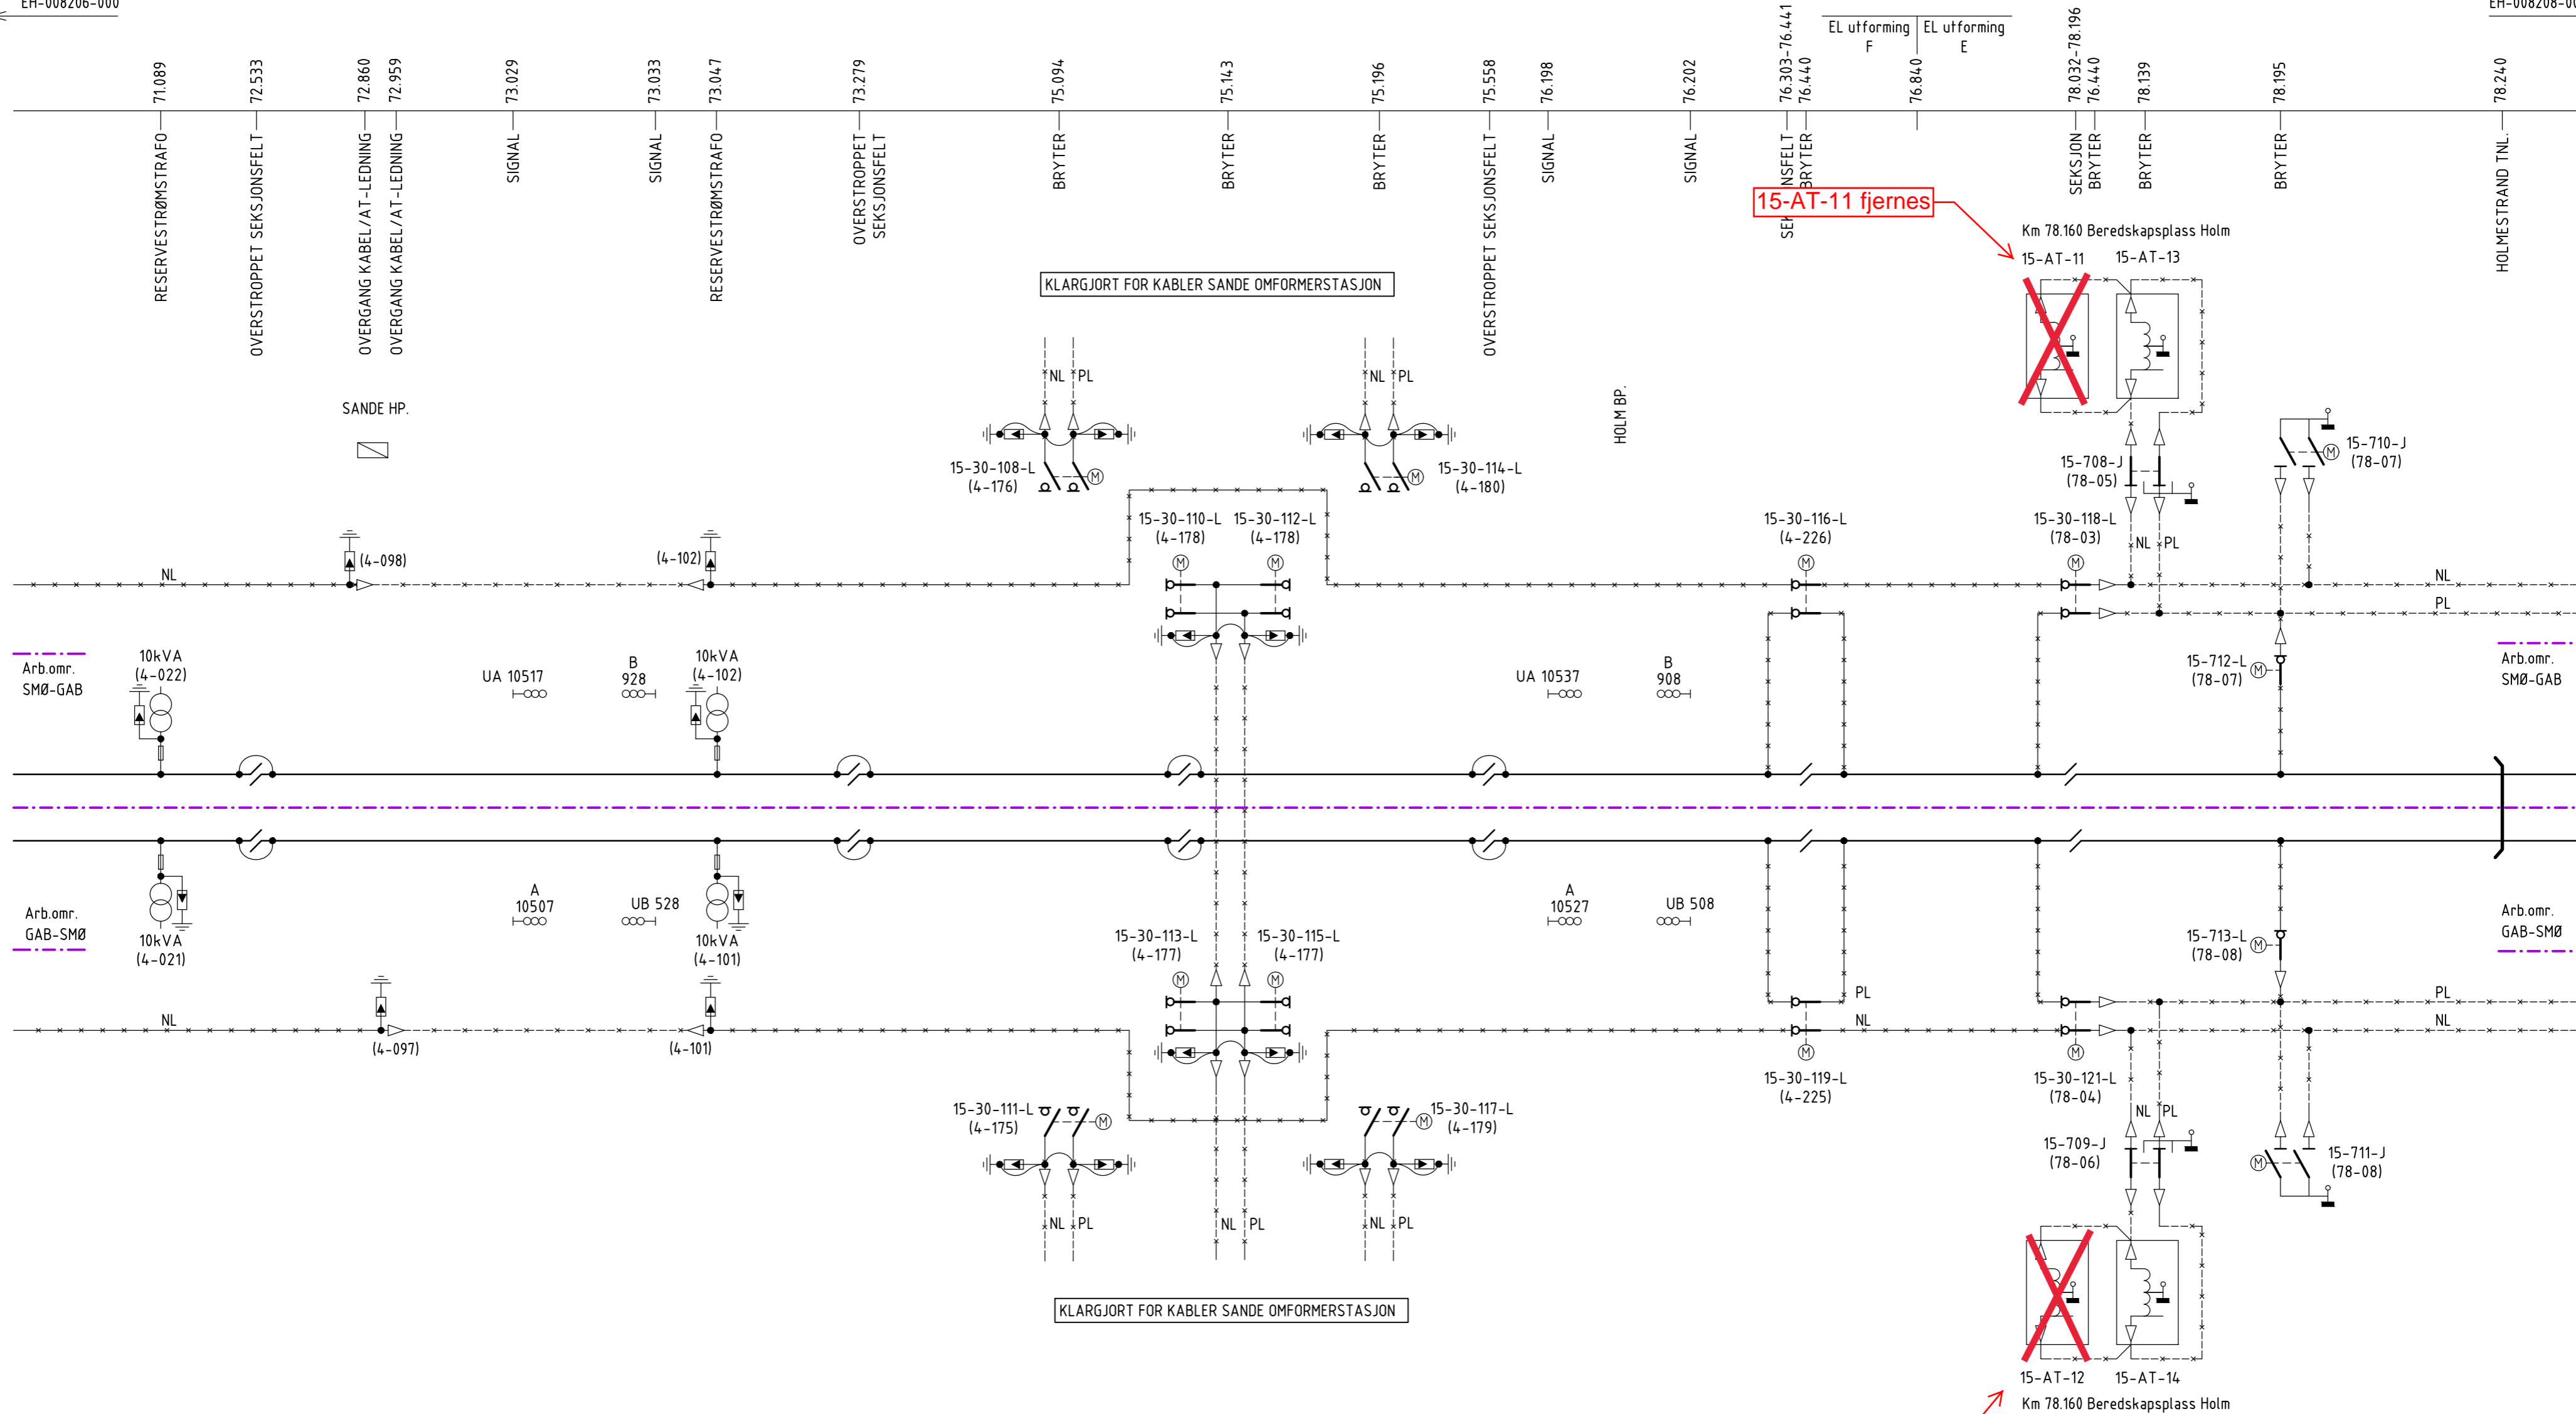 EH-008206-000
EH-008208-00
EL utforming F
EL utforming E
71.089
72.533
72.860
72.959
73.029
73.033
73.047
73.279
75.094
75.143
75.196
75.558
76.198
76.202
76.303-76.441
76.440
76.840
78.032-78.196
76.440
78.139
78.195
78.240
RESERVESTRØMSTRAFO
OVERSTROPPET SEKSJONSFELT
OVERGANG KABEL/AT-LEDNING
OVERGANG KABEL/AT-LEDNING
SIGNAL
SIGNAL
RESERVESTRØMSTRAFO
OVERSTROPPET
SEKSJONSFELT
BRYTER
BRYTER
BRYTER
OVERSTROPPET SEKSJONSFELT
SIGNAL
SIGNAL
BRYTER
SEKSJON
BRYTER
BRYTER
BRYTER
HOLMESTRAND TNL.
15-AT-11 fjernes
Km 78.160 Beredskapsplass Holm
15-AT-11
15-AT-13
KLARGJORT FOR KABLER SANDE OMFORMERSTASJON
SANDE HP.
HOLM BP.
NL
PL
NL
PL
15-30-108-L
(4-176)
M
15-30-114-L
(4-180)
M
15-708-J
(78-05)
15-710-J
(78-07)
M
15-30-110-L
(4-178)
M
15-30-112-L
(4-178)
M
15-30-116-L
(4-226)
M
15-30-118-L
(78-03)
M
NL
PL
(4-098)
(4-102)
NL
NL
PL
Arb.omr.
SMØ-GAB
10kVA
(4-022)
UA 10517
B
928
10kVA
(4-102)
UA 10537
B
908
15-712-L
(78-07)
M
Arb.omr.
SMØ-GAB
Arb.omr.
GAB-SMØ
10kVA
(4-021)
A
10507
UB 528
10kVA
(4-101)
A
10527
UB 508
15-713-L
(78-08)
M
Arb.omr.
GAB-SMØ
15-30-113-L
(4-177)
M
15-30-115-L
(4-177)
M
PL
NL
PL
NL
NL
(4-097)
(4-101)
15-30-119-L
(4-225)
M
15-30-121-L
(78-04)
M
15-30-111-L
(4-175)
M
15-30-117-L
(4-179)
M
NL
PL
15-709-J
(78-06)
15-711-J
(78-08)
M
NL
PL
NL
PL
NL
PL
KLARGJORT FOR KABLER SANDE OMFORMERSTASJON
15-AT-12
15-AT-14
Km 78.160 Beredskapsplass Holm